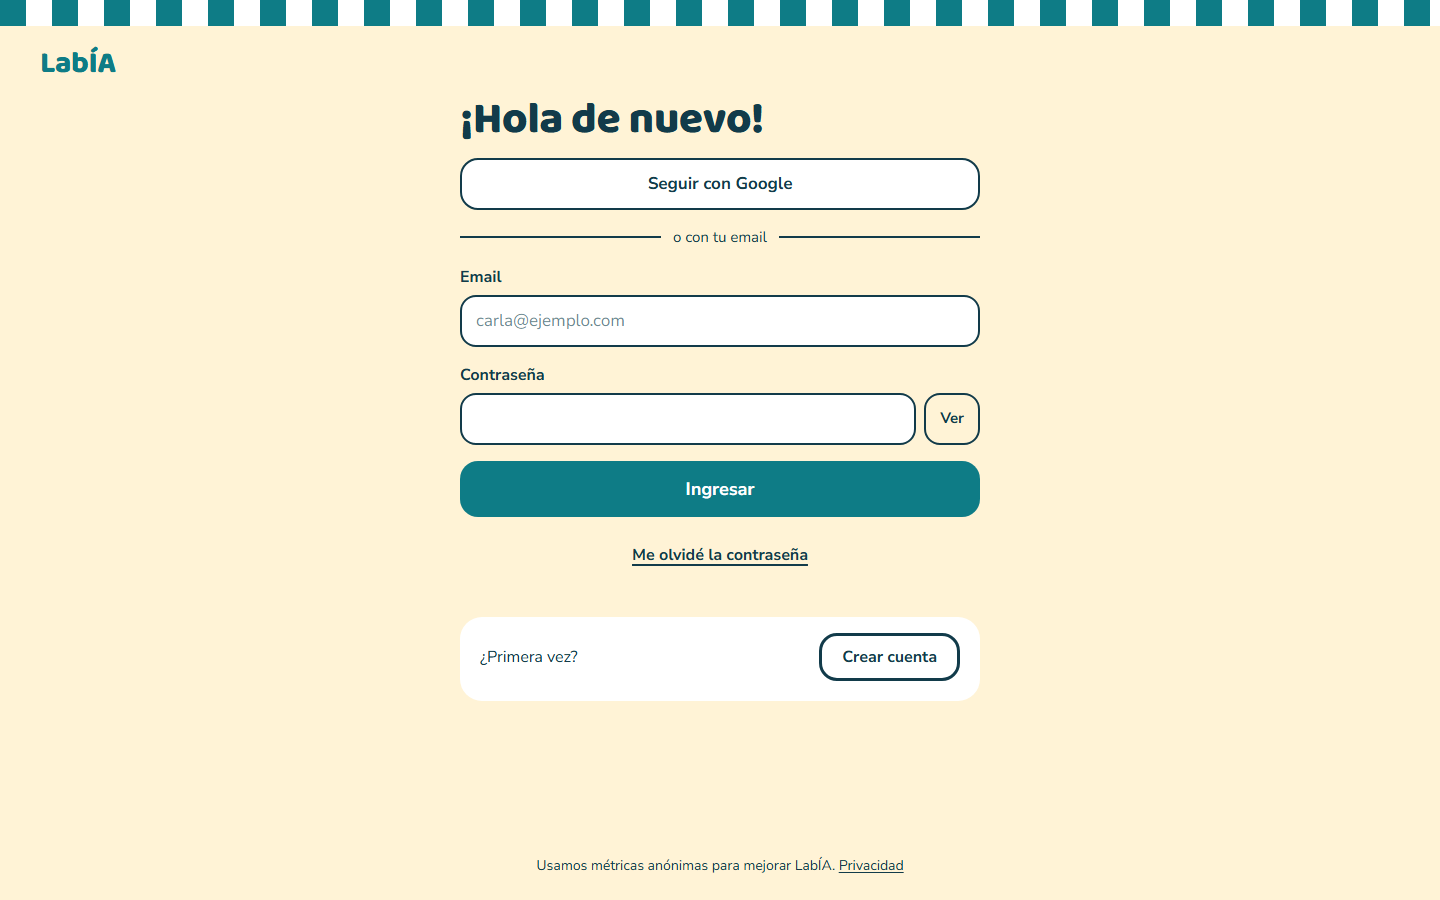 LabÍA
¡Hola de nuevo!
Seguir con Google
o con tu email
Email
carla@ejemplo.com
Contraseña
Ver
Ingresar
Me olvidé la contraseña
¿Primera vez?
Crear cuenta
Usamos métricas anónimas para mejorar LabÍA. Privacidad